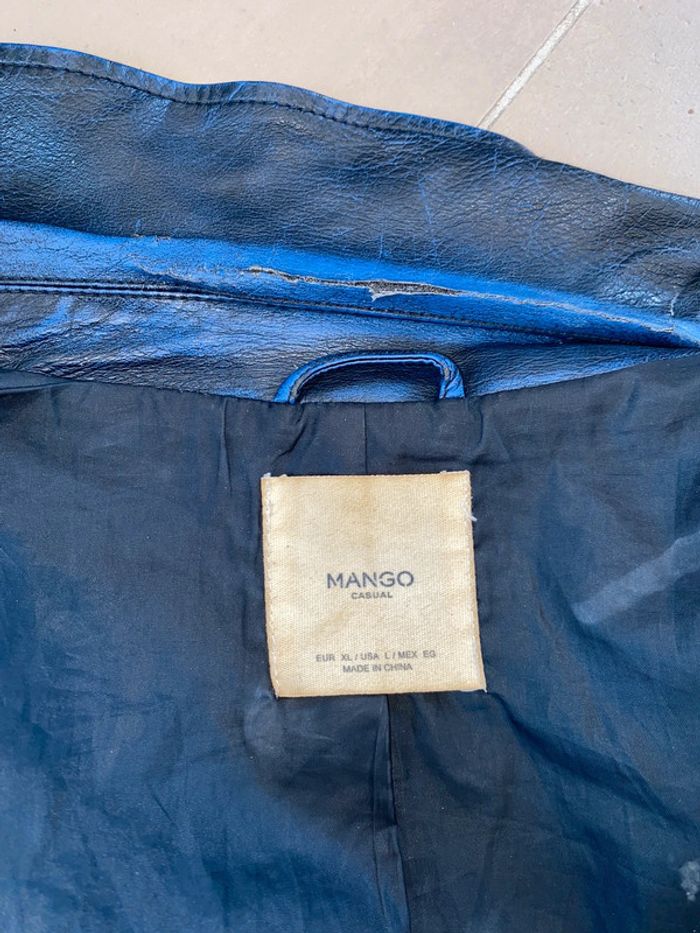 MANGO
CASUAL
EUR XL / USA L / MEX EG
MADE IN CHINA